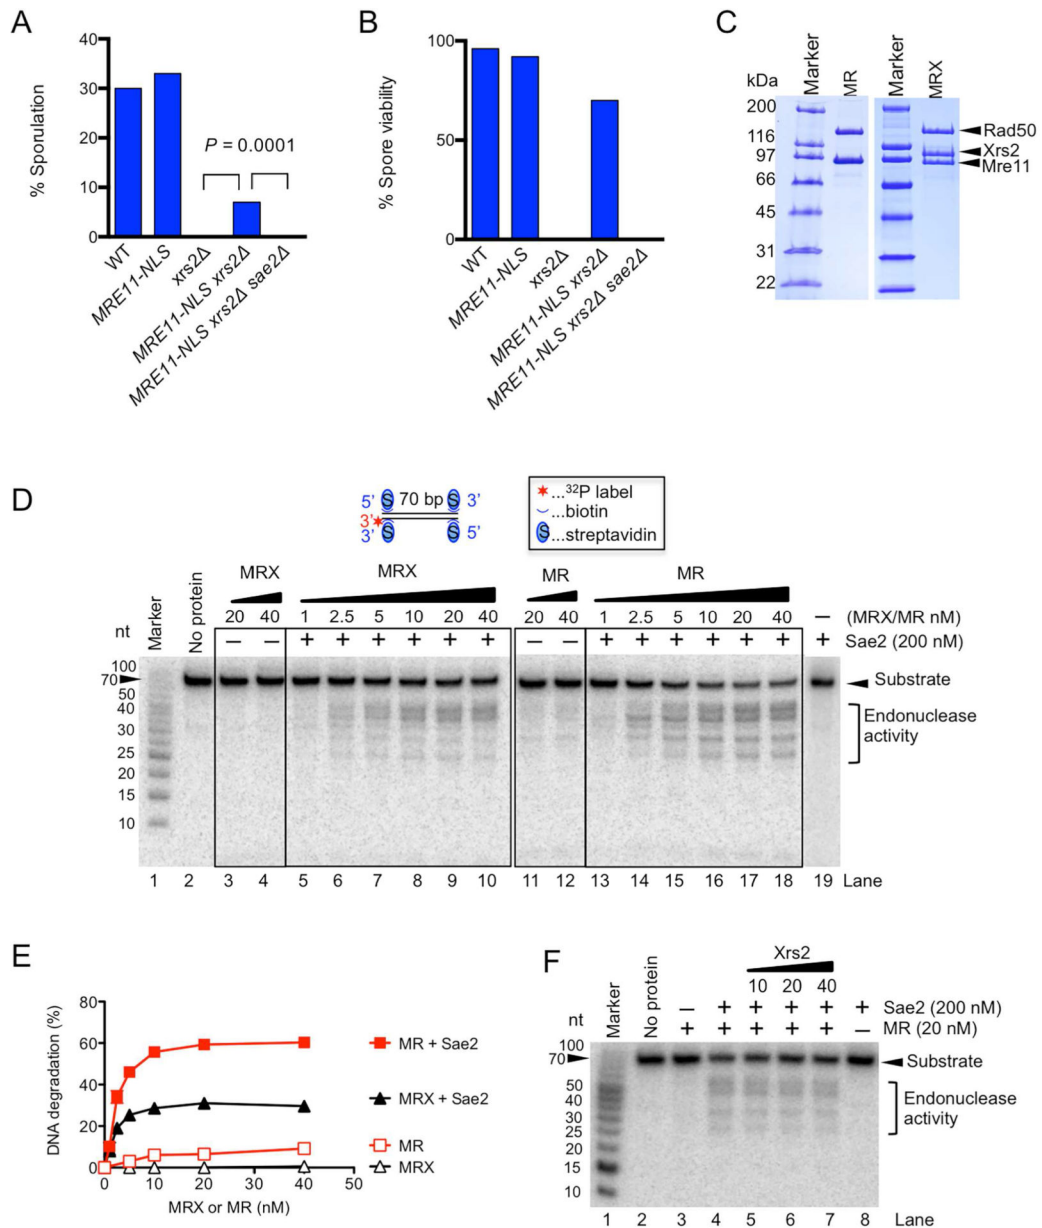 A
% Sporulation
40
30
20
10
0
P = 0.0001
WT
MRE11-NLS
xrs2Δ
MRE11-NLS xrs2Δ
MRE11-NLS xrs2Δ sae2Δ
B
% Spore viability
100
50
0
WT
MRE11-NLS
xrs2Δ
MRE11-NLS xrs2Δ
MRE11-NLS xrs2Δ sae2Δ
C
kDa
Marker
MR
Marker
MRX
200
116
97
66
45
31
22
Rad50
Xrs2
Mre11
D
5' S 70 bp S 3'
3'
3' S S 5'
...32P label
...biotin
S...streptavidin
nt
Marker
No protein
MRX
MRX
MR
MR
20 40 1 2.5 5 10 20 40 20 40 1 2.5 5 10 20 40 – (MRX/MR nM)
– – + + + + + + – – + + + + + + + Sae2 (200 nM)
100
70
50
40
30
25
20
15
10
Substrate
Endonuclease
activity
1 2 3 4 5 6 7 8 9 10 11 12 13 14 15 16 17 18 19 Lane
E
DNA degradation (%)
80
60
40
20
0
0 10 20 30 40 50
MRX or MR (nM)
MR + Sae2
MRX + Sae2
MR
MRX
F
Xrs2
10 20 40
nt
Marker
No protein
– + + + + + Sae2 (200 nM)
+ + + + + – MR (20 nM)
100
70
50
40
30
25
20
15
10
Substrate
Endonuclease
activity
1 2 3 4 5 6 7 8 Lane